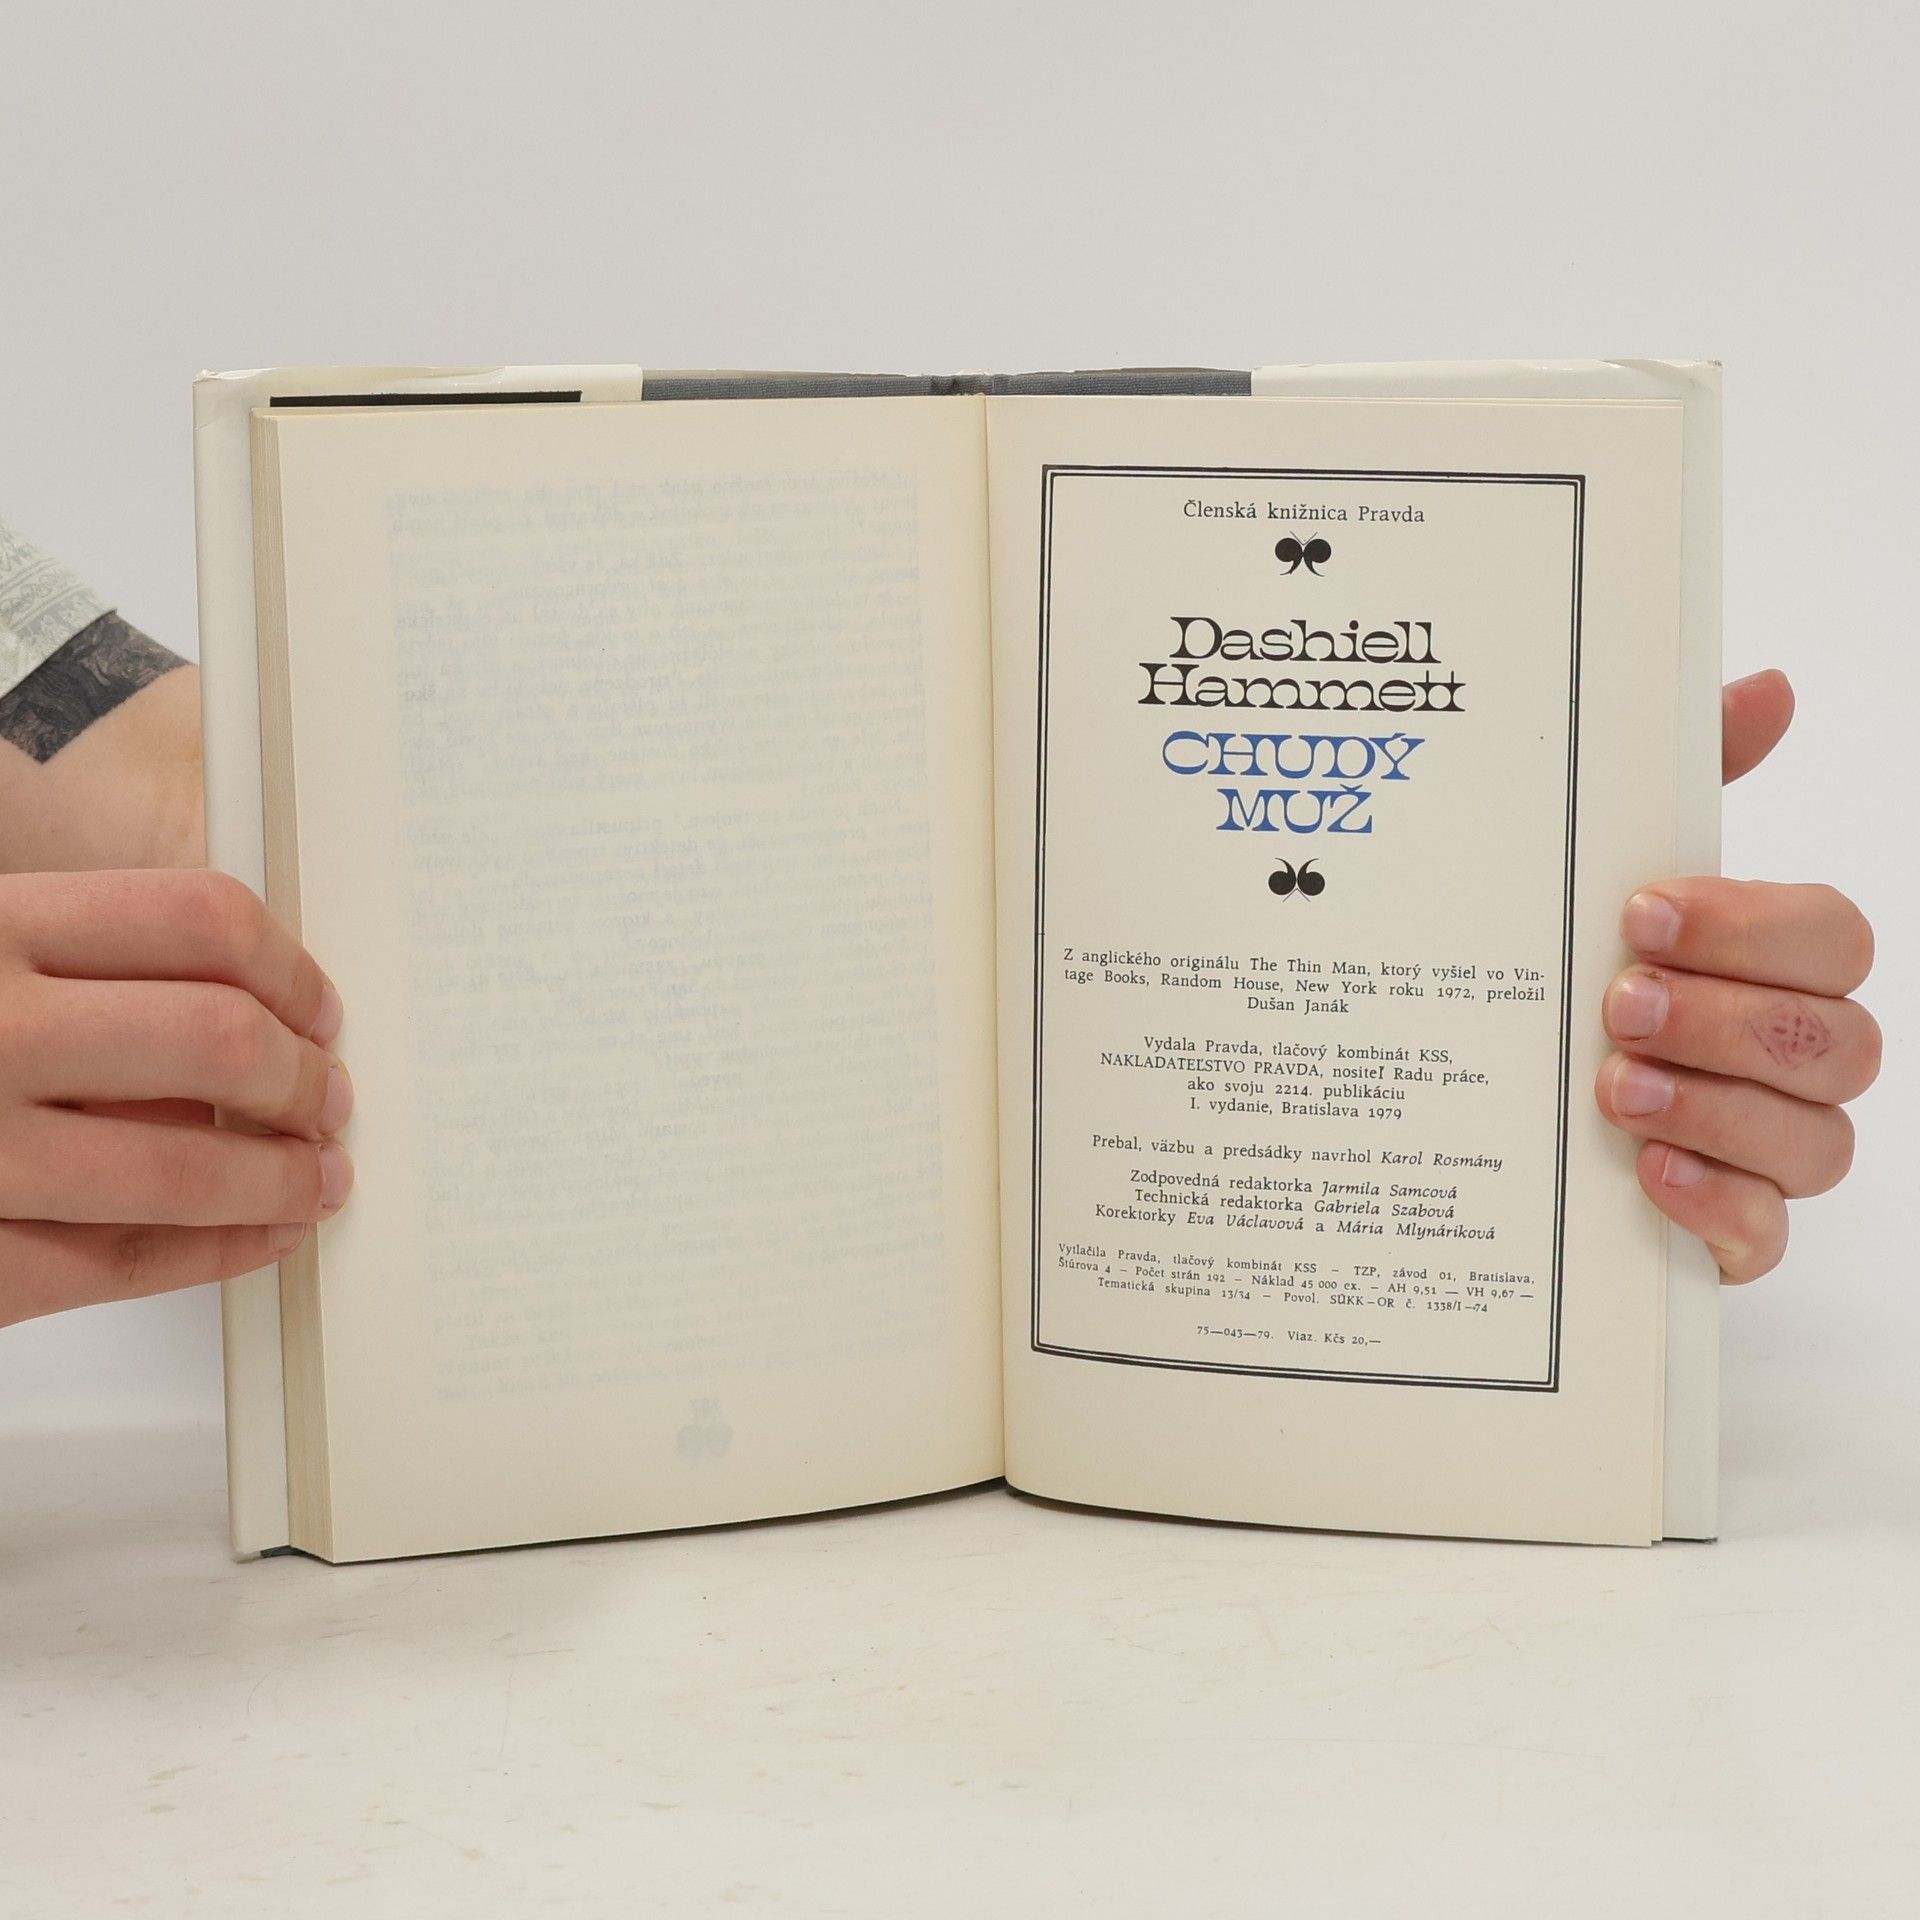 Členská knižnica Pravda
Dashiell
Hammett
CHUDÝ
MUŽ
Z anglického originálu The Thin Man, ktorý vyšiel vo Vin-
tage Books, Random House, New York roku 1972, preložil
Dušan Janák
Vydala Pravda, tlačový kombinát KSS,
NAKLADATEĽSTVO PRAVDA, nositeľ Radu práce,
ako svoju 2214. publikáciu
I. vydanie, Bratislava 1979
Prebal, väzbu a predsádky navrhol Karol Rosmány
Zodpovedná redaktorka Jarmila Samcová
Technická redaktorka Gabriela Szabová
Korektorky Eva Václavová a Mária Mlynáriková
Vytlačila Pravda, tlačový kombinát KSS – TZP, závod 01, Bratislava,
Štúrova 4 – Počet strán 192 – Náklad 45 000 ex. – AH 9,51 — VH 9,67 —
Tematická skupina 13/34 – Povol. SÚKK–OR č. 1338/I–74
75—043—79. Viaz. Kčs 20,—